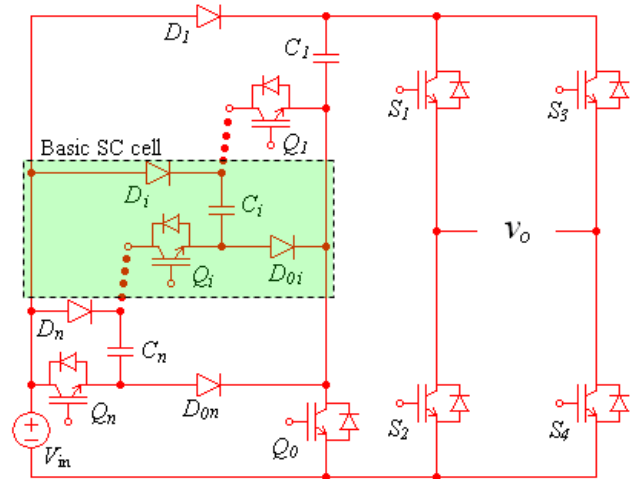 D1
C1
S1
S3
Q1
Basic SC cell
Di
Ci
vo
Qi
D0i
Dn
Cn
Qn
D0n
Q0
S2
S4
Vin